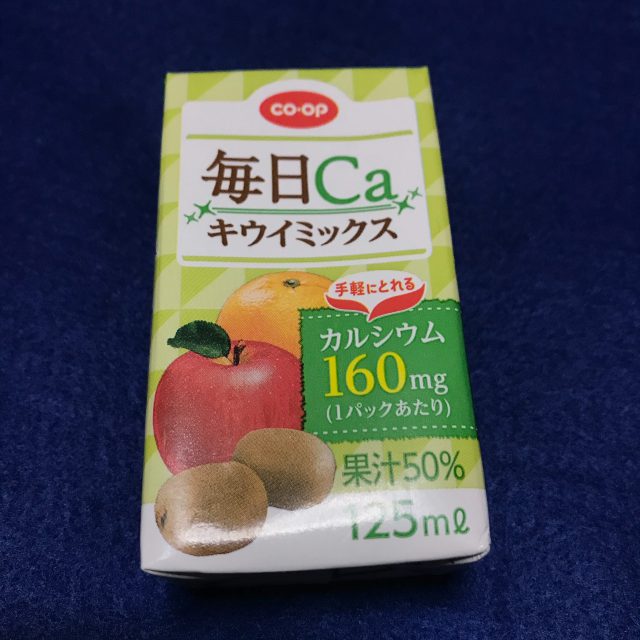 CO・OP
毎日Ca
キウイミックス
手軽にとれる
カルシウム
160mg
(1パックあたり)
果汁50%
125ml